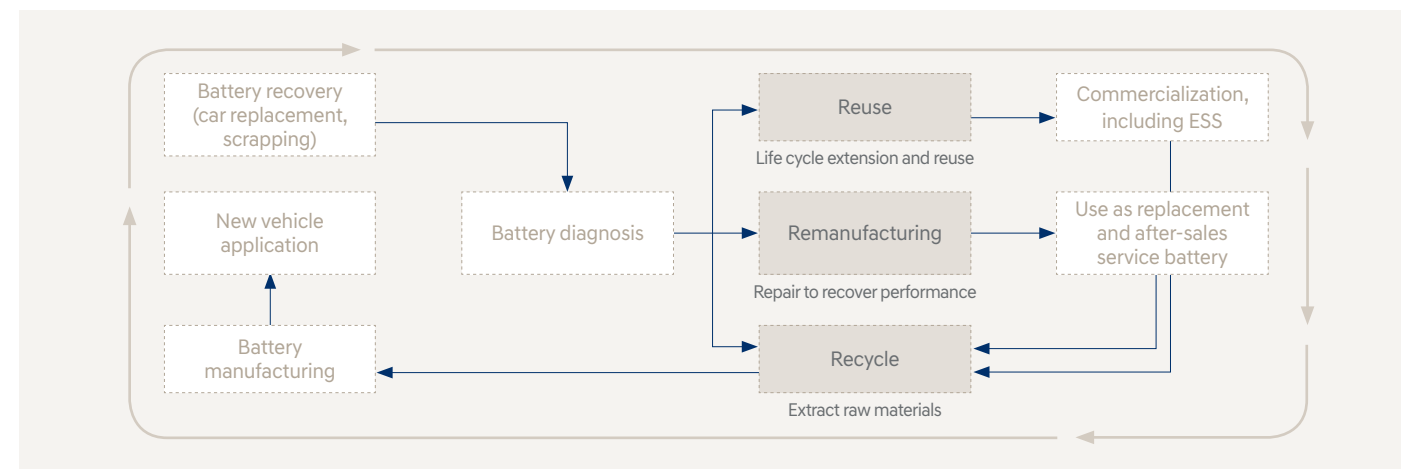 Battery recovery
(car replacement,
scrapping)
New vehicle
application
Battery
manufacturing
Battery diagnosis
Reuse
Life cycle extension and reuse
Remanufacturing
Repair to recover performance
Recycle
Extract raw materials
Commercialization,
including ESS
Use as replacement
and after-sales
service battery